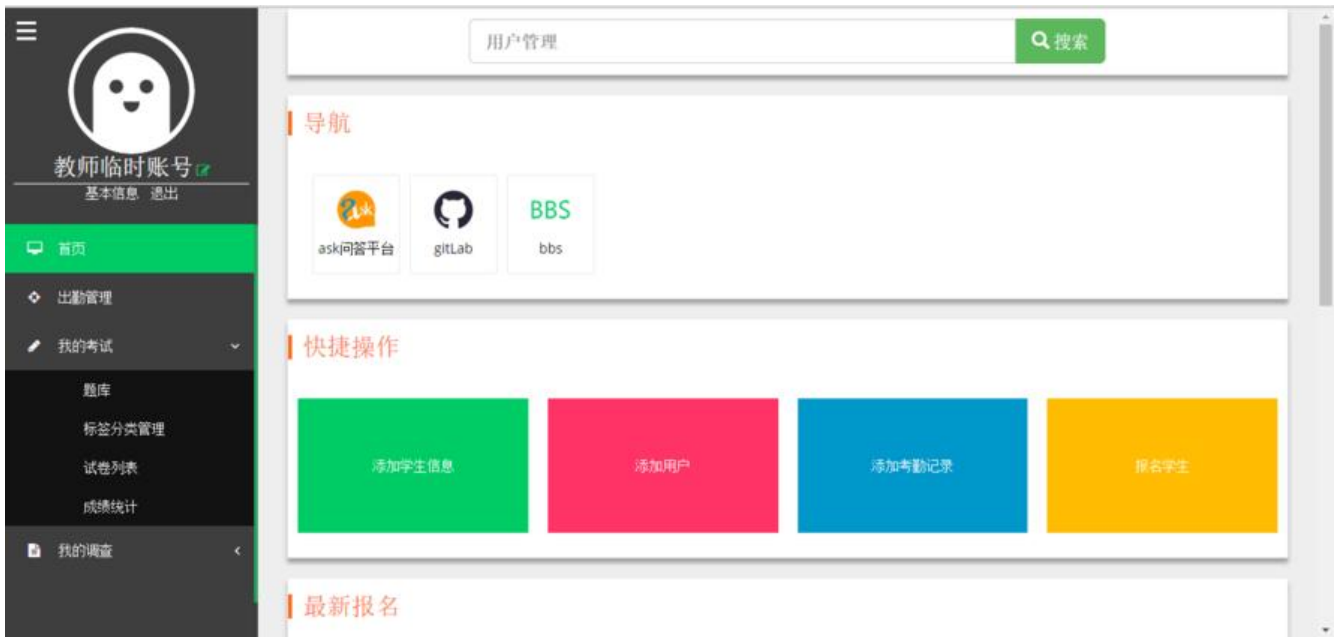 用户管理
搜索
教师临时账号
基本信息 退出
首页
出勤管理
我的考试
题库
标签分类管理
试卷列表
成绩统计
我的调查
导航
ask
ask问答平台
gitLab
BBS
bbs
快捷操作
添加学生信息
添加用户
添加考勤记录
报名学生
最新报名